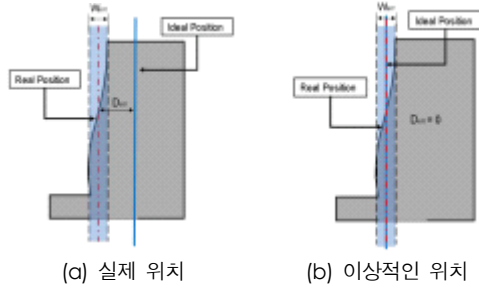 Ideal Position
Real Position
(a) 실제 위치
Ideal Position
Real Position
(b) 이상적인 위치